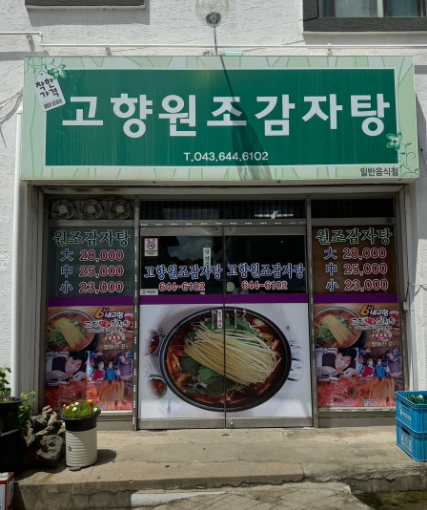 착한
가격
고향원조감자탕
T.043.644.6102
일반음식점
원조감자탕
大 28,000
中 25,000
小 23,000
고향원조감자탕 고향원조감자탕
644-6102 644-6102
원조감자탕
大 28,000
中 25,000
小 23,000